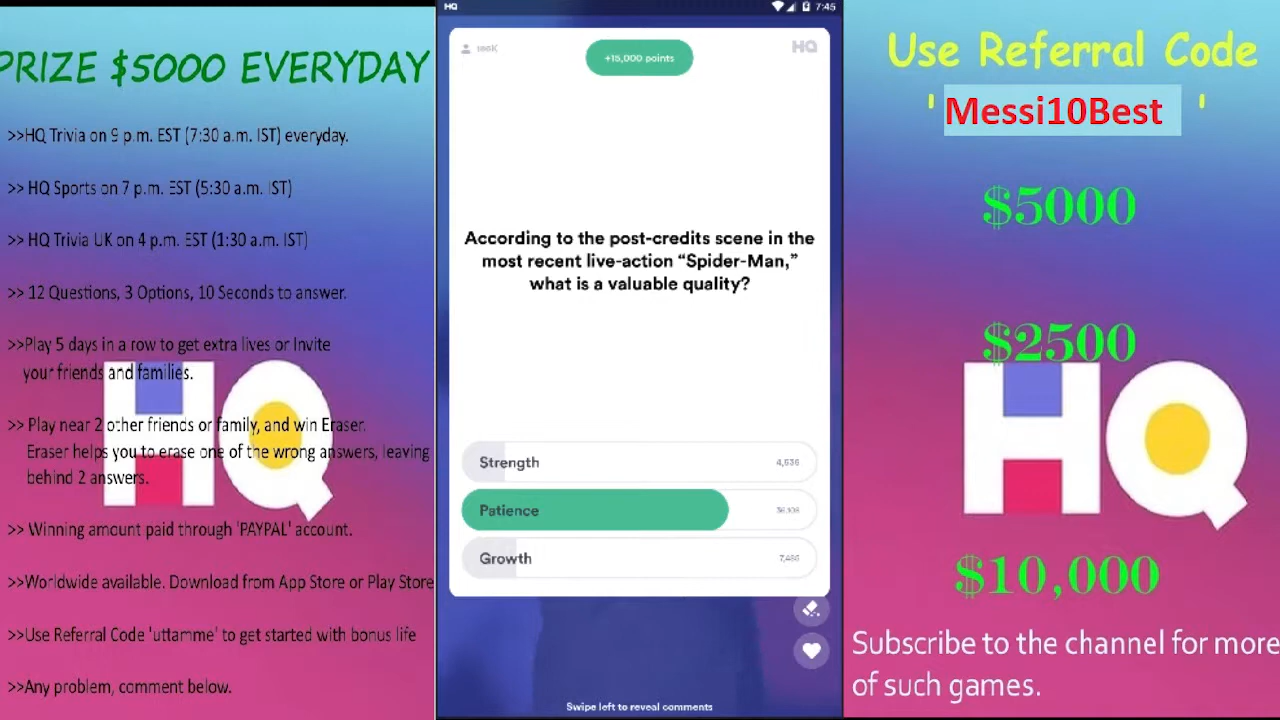 PRIZE $5000 EVERYDAY
>>HQ Trivia on 9 p.m. EST (7:30 a.m. IST) everyday.
>> HQ Sports on 7 p.m. EST (5:30 a.m. IST)
>> HQ Trivia UK on 4 p.m. EST (1:30 a.m. IST)
>> 12 Questions, 3 Options, 10 Seconds to answer.
>>Play 5 days in a row to get extra lives or Invite
your friends and families.
>> Play near 2 other friends or family, and win Eraser.
Eraser helps you to erase one of the wrong answers, leaving
behind 2 answers.
>> Winning amount paid through 'PAYPAL' account.
>>Worldwide available. Download from App Store or Play Store
>>Use Referral Code 'uttamme' to get started with bonus life
>>Any problem, comment below.
HQ
HQ
7:45
+15,000 points
HQ
According to the post-credits scene in the
most recent live-action “Spider-Man,”
what is a valuable quality?
Strength
Patience
Growth
Swipe left to reveal comments
Use Referral Code
' Messi10Best '
$5000
$2500
HQ
$10,000
Subscribe to the channel for more
of such games.